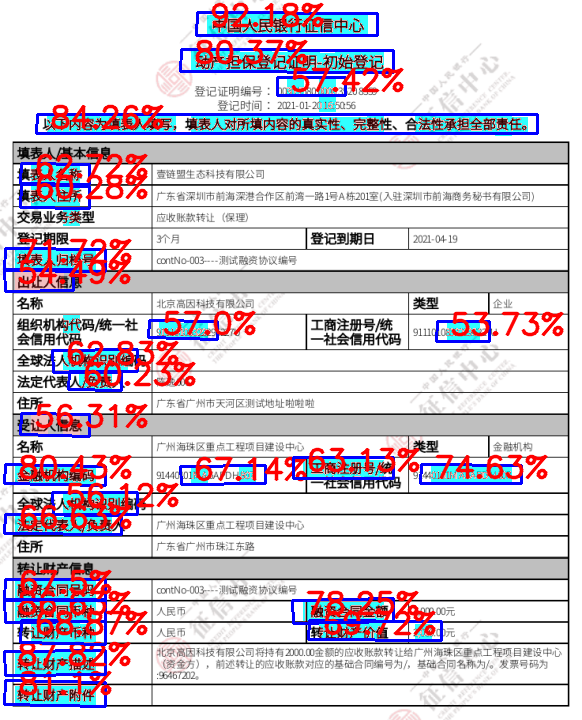 92.18%
中国人民银行征信中心
80.37%
动产担保登记证明-初始登记
57.42%
登记证明编号：
登记时间： 2021-01-20 15:50:56
84.26%
以下内容为填表人填写，填表人对所填内容的真实性、完整性、合法性承担全部责任。
填表人/基本信息
62.72%
填表人名称 壹链盟生态科技有限公司
60.28%
填表人住所 广东省深圳市前海深港合作区前湾一路1号A栋201室(入驻深圳市前海商务秘书有限公司)
交易业务类型 应收账款转让（保理）
登记期限 3个月 登记到期日 2021-04-19
71.72%
填表人归档号 contNo-003----测试融资协议编号
54.49%
出让人信息
名称 北京高因科技有限公司 类型 企业
组织机构代码/统一社会信用代码 57.0% 工商注册号/统一社会信用代码 53.73%
62.83%
全球法人机构识别编码
60.23%
法定代表人/负责人
住所 广东省广州市天河区测试地址啦啦啦
56.31%
受让人信息
名称 广州海珠区重点工程项目建设中心 类型 金融机构
80.43% 67.14% 63.13% 74.63%
金融机构编码 工商注册号/统一社会信用代码
56.12%
全球法人机构识别编码
66.63%
法定代表人/负责人 广州海珠区重点工程项目建设中心
住所 广东省广州市珠江东路
转让财产信息
67.5%
融资合同号码 contNo-003----测试融资协议编号
78.25%
融资合同币种 人民币 融资合同金额
68.87% 69.72%
转让财产币种 人民币 转让财产价值
87.82%
转让财产描述 北京高因科技有限公司将持有2000.00金额的应收账款转让给广州海珠区重点工程项目建设中心
（资金方），前述转让的应收账款对应的基础合同编号为/，基础合同名称为/，发票号码为
:96467202。
81.1%
转让财产附件